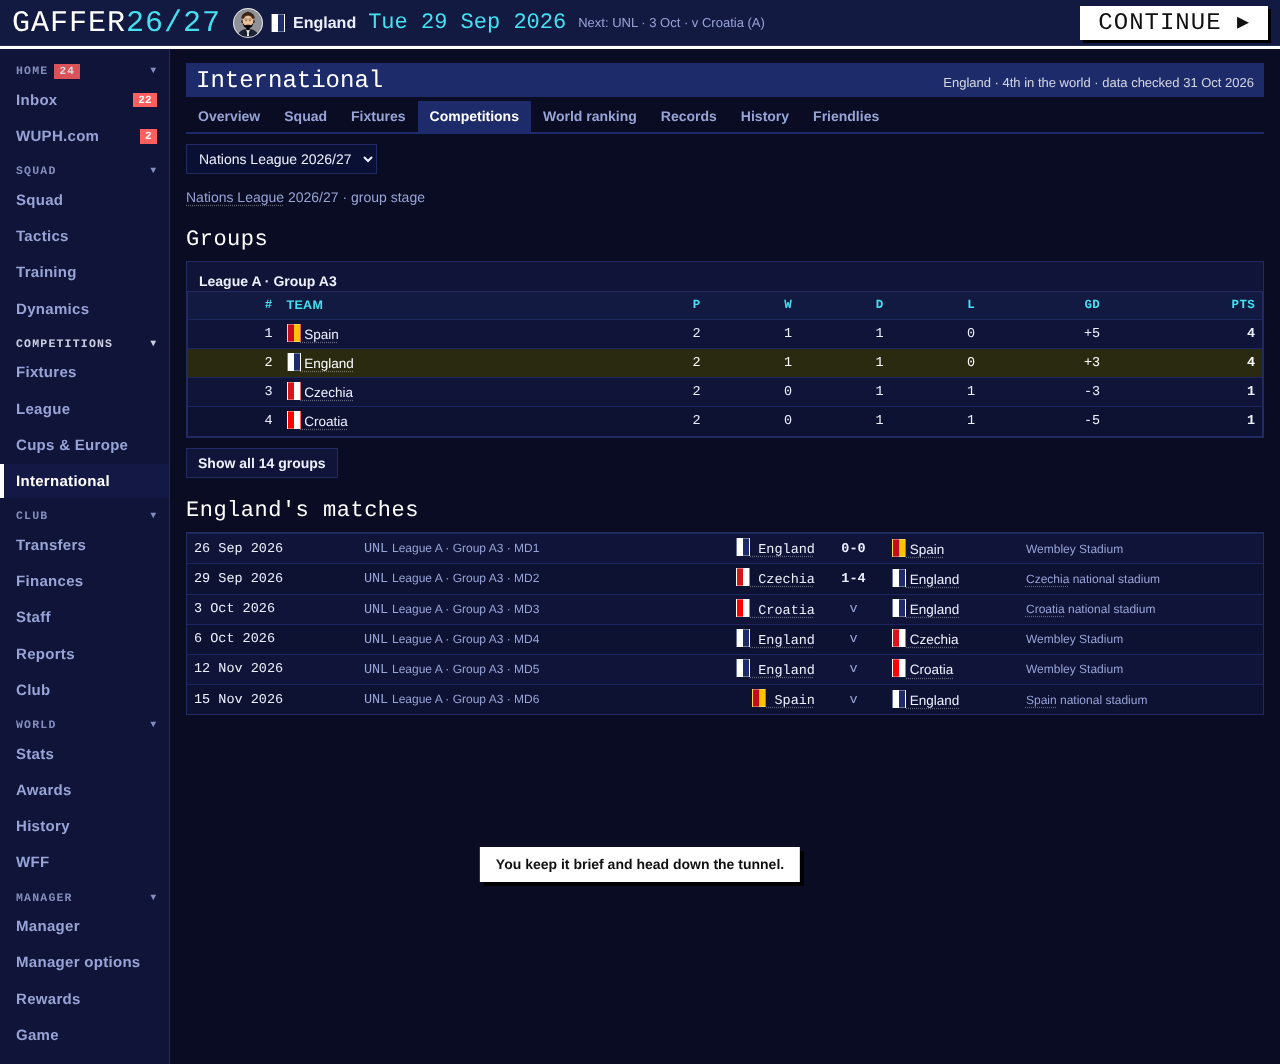 GAFFER26/27 England Tue 29 Sep 2026 Next: UNL · 3 Oct · v Croatia (A) CONTINUE ►
HOME 24 ▼
Inbox 22
WUPH.com 2
SQUAD ▼
Squad
Tactics
Training
Dynamics
COMPETITIONS ▼
Fixtures
League
Cups & Europe
International
CLUB ▼
Transfers
Finances
Staff
Reports
Club
WORLD ▼
Stats
Awards
History
WFF
MANAGER ▼
Manager
Manager options
Rewards
Game
International England · 4th in the world · data checked 31 Oct 2026
Overview Squad Fixtures Competitions World ranking Records History Friendlies
Nations League 2026/27
Nations League 2026/27 · group stage
Groups
League A · Group A3
# TEAM P W D L GD PTS
1 Spain 2 1 1 0 +5 4
2 England 2 1 1 0 +3 4
3 Czechia 2 0 1 1 -3 1
4 Croatia 2 0 1 1 -5 1
Show all 14 groups
England's matches
26 Sep 2026 UNL League A · Group A3 · MD1 England 0-0 Spain Wembley Stadium
29 Sep 2026 UNL League A · Group A3 · MD2 Czechia 1-4 England Czechia national stadium
3 Oct 2026 UNL League A · Group A3 · MD3 Croatia v England Croatia national stadium
6 Oct 2026 UNL League A · Group A3 · MD4 England v Czechia Wembley Stadium
12 Nov 2026 UNL League A · Group A3 · MD5 England v Croatia Wembley Stadium
15 Nov 2026 UNL League A · Group A3 · MD6 Spain v England Spain national stadium
You keep it brief and head down the tunnel.